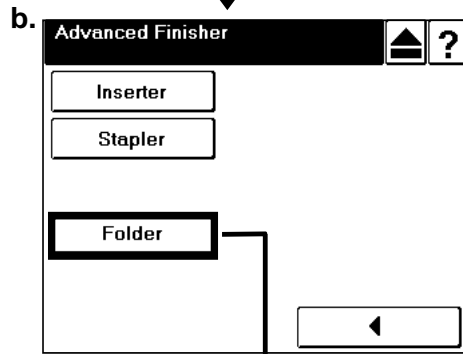 b.
Advanced Finisher ?
Inserter
Stapler
Folder